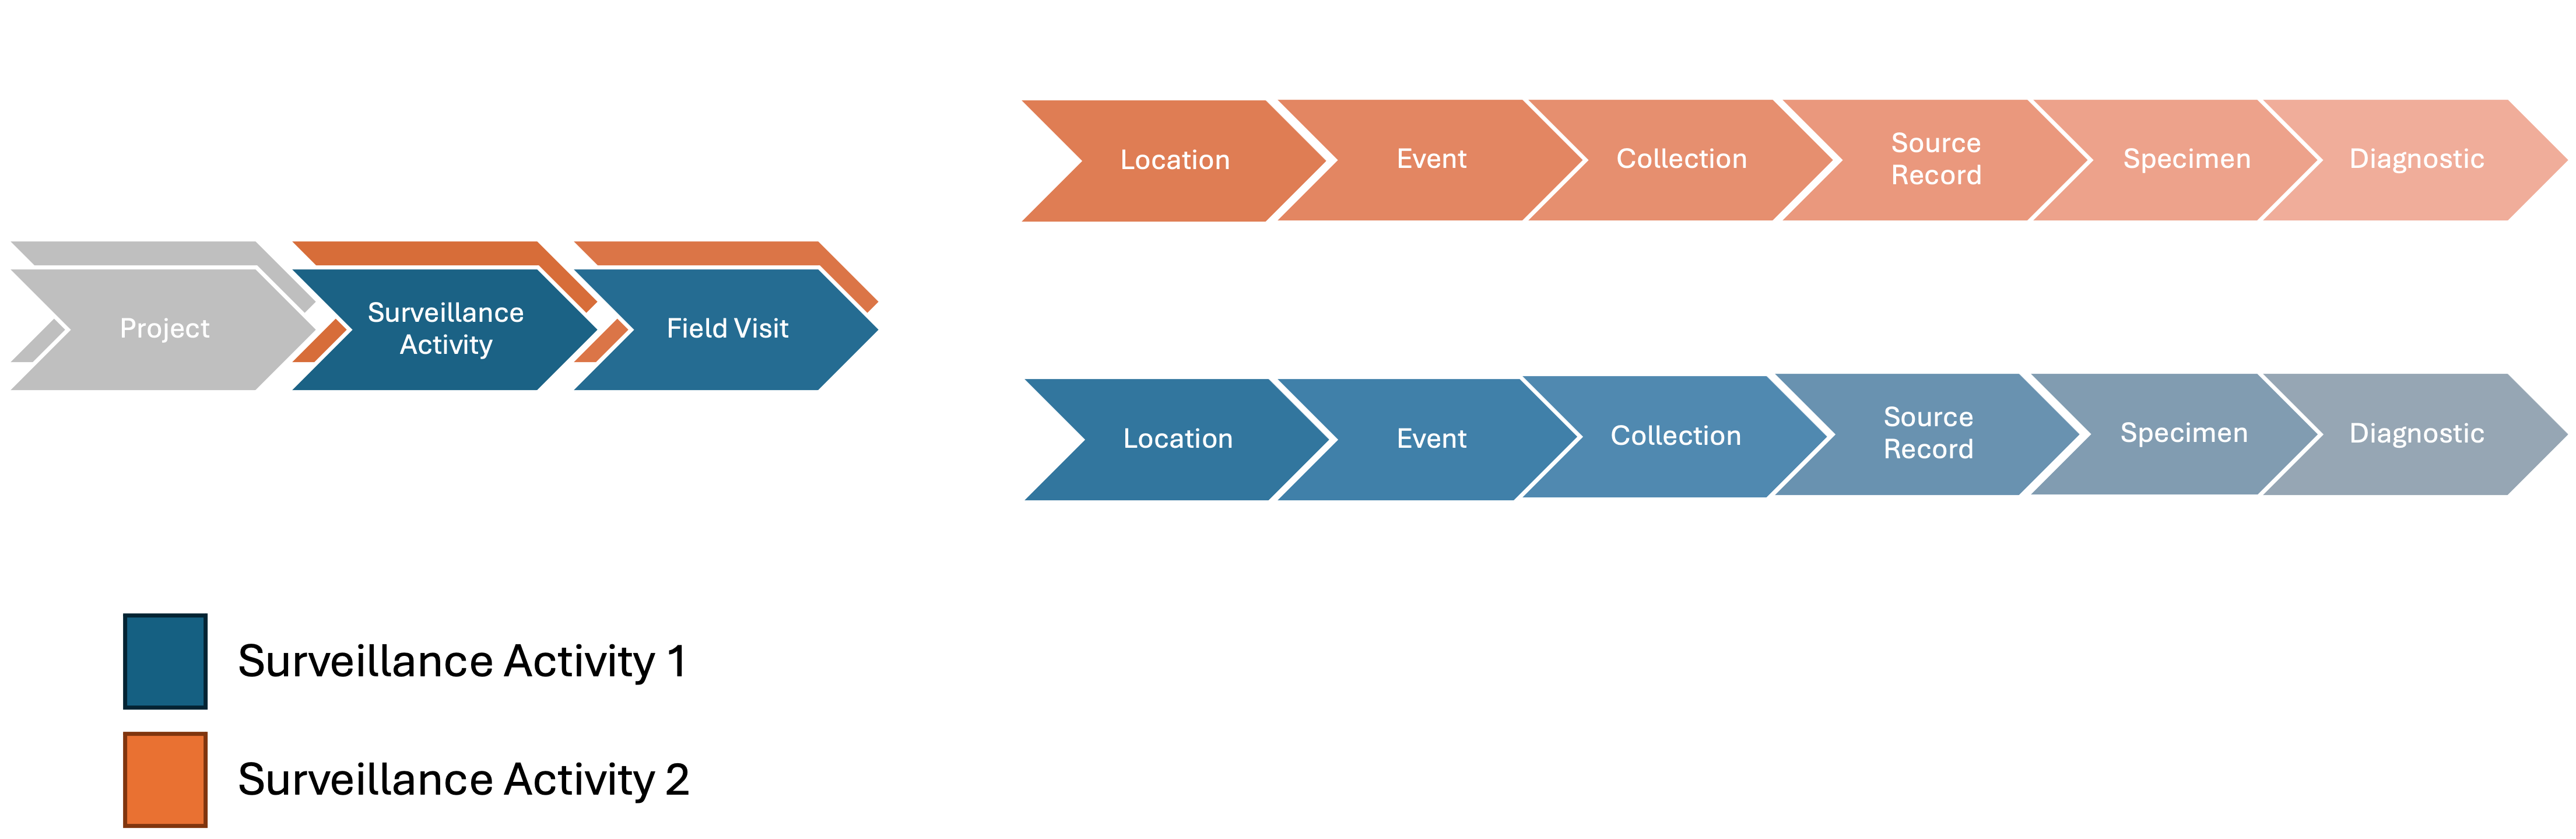 Location
Event
Collection
Source
Record
Specimen
Diagnostic
Project
Surveillance
Activity
Field Visit
Location
Event
Collection
Source
Record
Specimen
Diagnostic
Surveillance Activity 1
Surveillance Activity 2